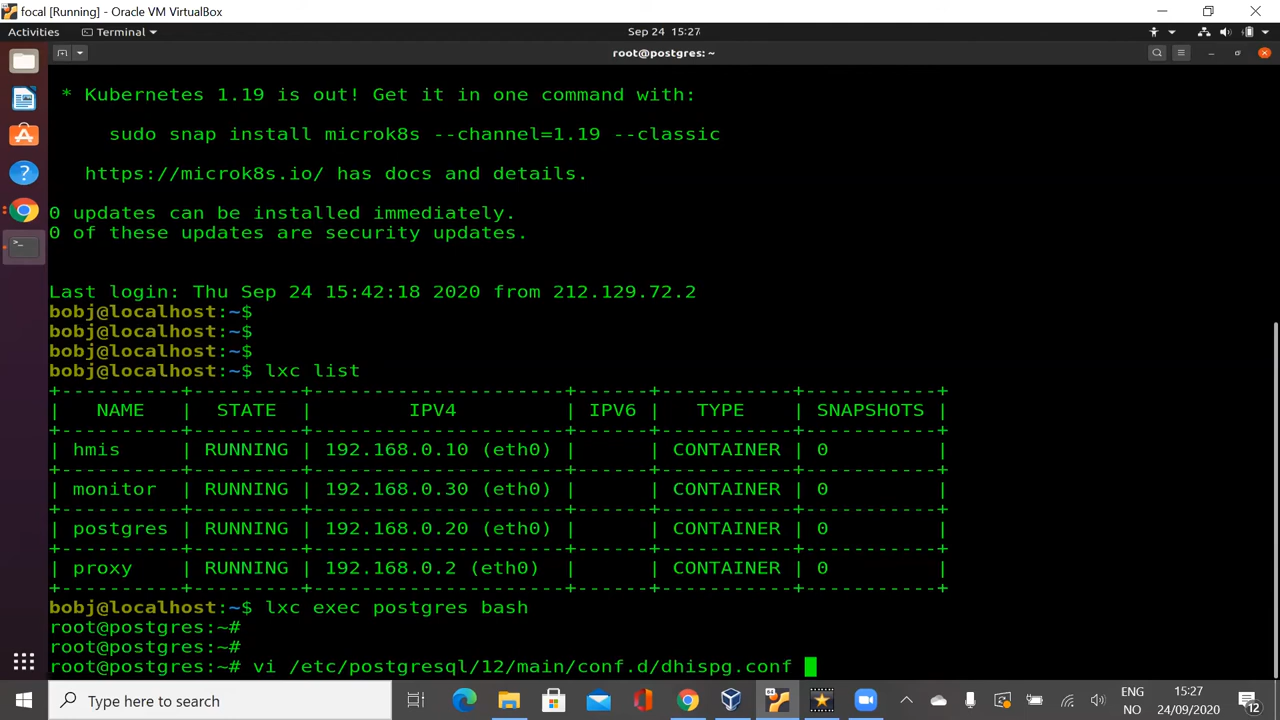 focal [Running] - Oracle VM VirtualBox
Activities Terminal Sep 24 15:27
root@postgres: ~
* Kubernetes 1.19 is out! Get it in one command with:
sudo snap install microk8s --channel=1.19 --classic
https://microk8s.io/ has docs and details.
0 updates can be installed immediately.
0 of these updates are security updates.
Last login: Thu Sep 24 15:42:18 2020 from 212.129.72.2
bobj@localhost:~$
bobj@localhost:~$
bobj@localhost:~$
bobj@localhost:~$ lxc list
+----------+---------+---------------------+------+-----------+-----------+
| NAME | STATE | IPV4 | IPV6 | TYPE | SNAPSHOTS |
+----------+---------+---------------------+------+-----------+-----------+
| hmis | RUNNING | 192.168.0.10 (eth0) | | CONTAINER | 0 |
+----------+---------+---------------------+------+-----------+-----------+
| monitor | RUNNING | 192.168.0.30 (eth0) | | CONTAINER | 0 |
+----------+---------+---------------------+------+-----------+-----------+
| postgres | RUNNING | 192.168.0.20 (eth0) | | CONTAINER | 0 |
+----------+---------+---------------------+------+-----------+-----------+
| proxy | RUNNING | 192.168.0.2 (eth0) | | CONTAINER | 0 |
+----------+---------+---------------------+------+-----------+-----------+
bobj@localhost:~$ lxc exec postgres bash
root@postgres:~#
root@postgres:~#
root@postgres:~# vi /etc/postgresql/12/main/conf.d/dhispg.conf
Type here to search
ENG 15:27
NO 24/09/2020 12